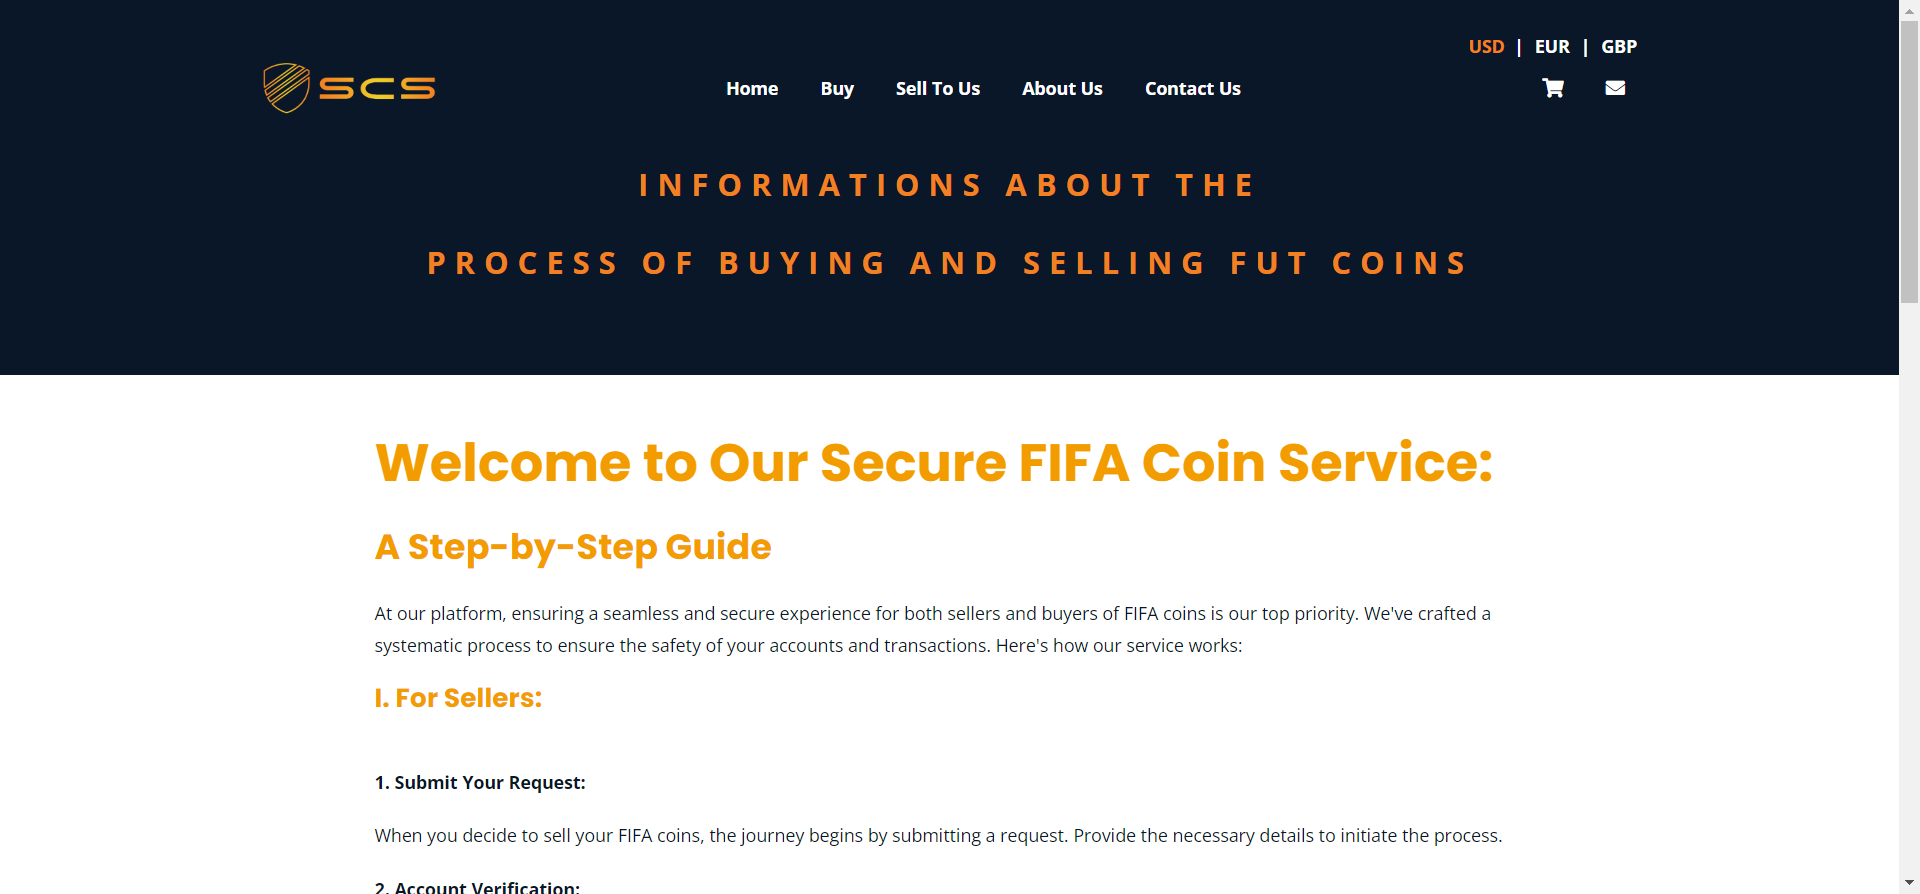 USD | EUR | GBP
SCS
Home Buy Sell To Us About Us Contact Us
INFORMATIONS ABOUT THE
PROCESS OF BUYING AND SELLING FUT COINS
Welcome to Our Secure FIFA Coin Service:
A Step-by-Step Guide
At our platform, ensuring a seamless and secure experience for both sellers and buyers of FIFA coins is our top priority. We've crafted a
systematic process to ensure the safety of your accounts and transactions. Here's how our service works:
I. For Sellers:
1. Submit Your Request:
When you decide to sell your FIFA coins, the journey begins by submitting a request. Provide the necessary details to initiate the process.
2. Account Verification: